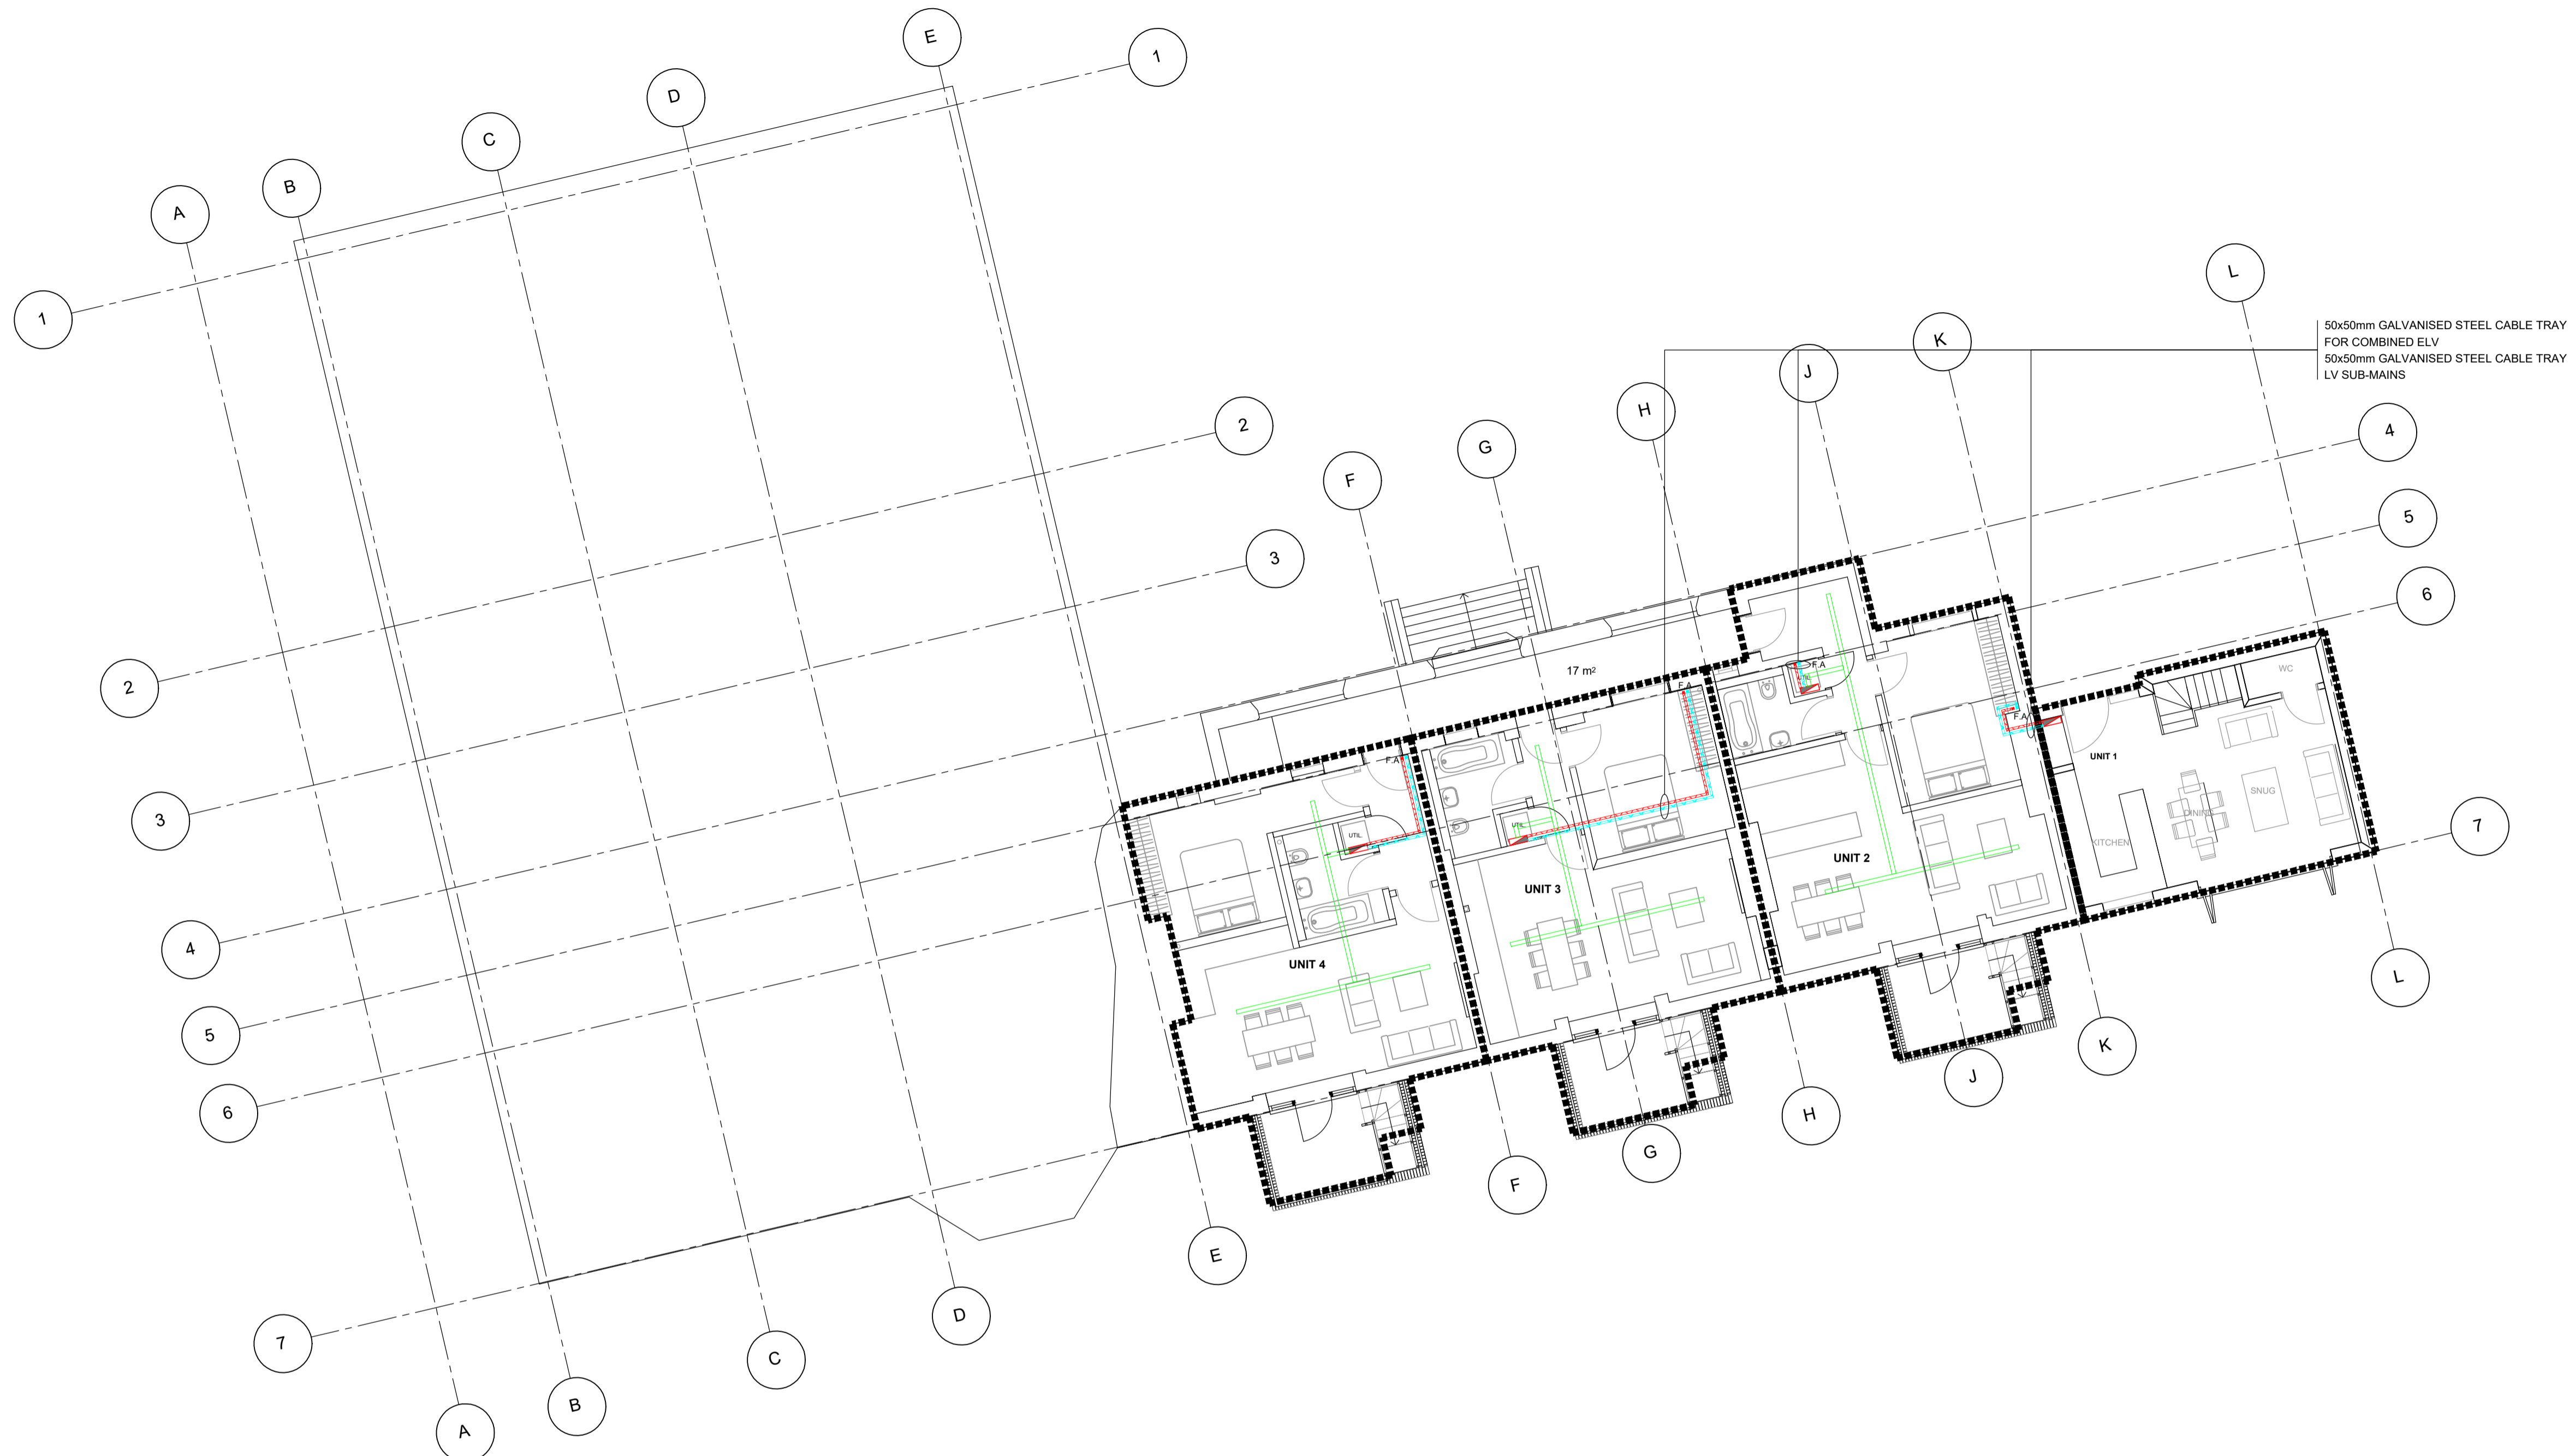 E
1
D
C
B
A
L
1
50x50mm GALVANISED STEEL CABLE TRAY
FOR COMBINED ELV
50x50mm GALVANISED STEEL CABLE TRAY
LV SUB-MAINS
K
J
H
2
4
G
F
5
3
6
17 m²
F.A
WC
F.A
UTIL
2
F.A
UNIT 1
F.A
SNUG
3
DINING
UTIL
UTIL
KITCHEN
7
UNIT 2
UNIT 3
4
UNIT 4
L
5
K
J
6
H
G
F
E
D
7
C
B
A